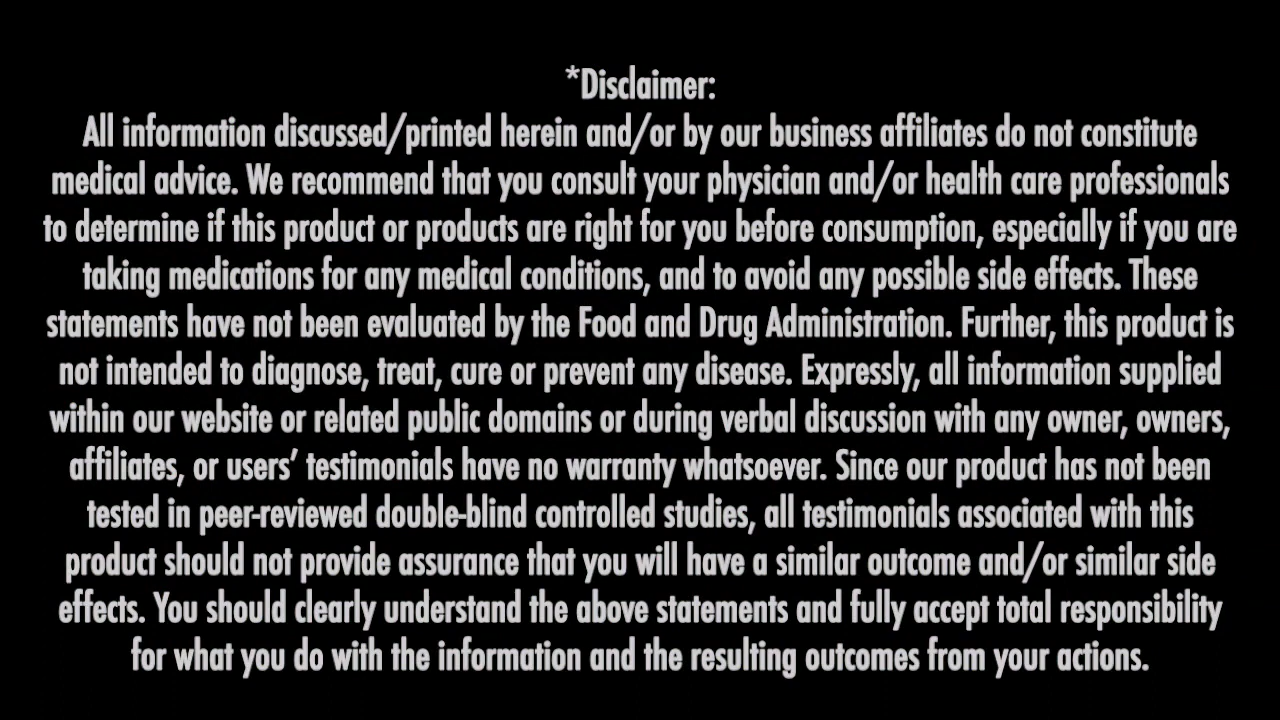 *Disclaimer:
All information discussed/printed herein and/or by our business affiliates do not constitute
medical advice. We recommend that you consult your physician and/or health care professionals
to determine if this product or products are right for you before consumption, especially if you are
taking medications for any medical conditions, and to avoid any possible side effects. These
statements have not been evaluated by the Food and Drug Administration. Further, this product is
not intended to diagnose, treat, cure or prevent any disease. Expressly, all information supplied
within our website or related public domains or during verbal discussion with any owner, owners,
affiliates, or users’ testimonials have no warranty whatsoever. Since our product has not been
tested in peer-reviewed double-blind controlled studies, all testimonials associated with this
product should not provide assurance that you will have a similar outcome and/or similar side
effects. You should clearly understand the above statements and fully accept total responsibility
for what you do with the information and the resulting outcomes from your actions.